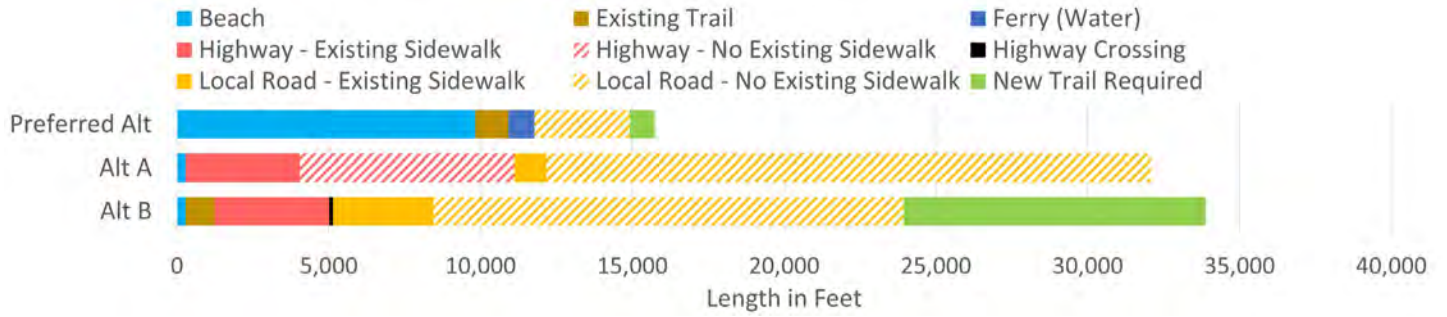 Beach Existing Trail Ferry (Water)
Highway - Existing Sidewalk Highway - No Existing Sidewalk Highway Crossing
Local Road - Existing Sidewalk Local Road - No Existing Sidewalk New Trail Required
Preferred Alt
Alt A
Alt B
0 5,000 10,000 15,000 20,000 25,000 30,000 35,000 40,000
Length in Feet